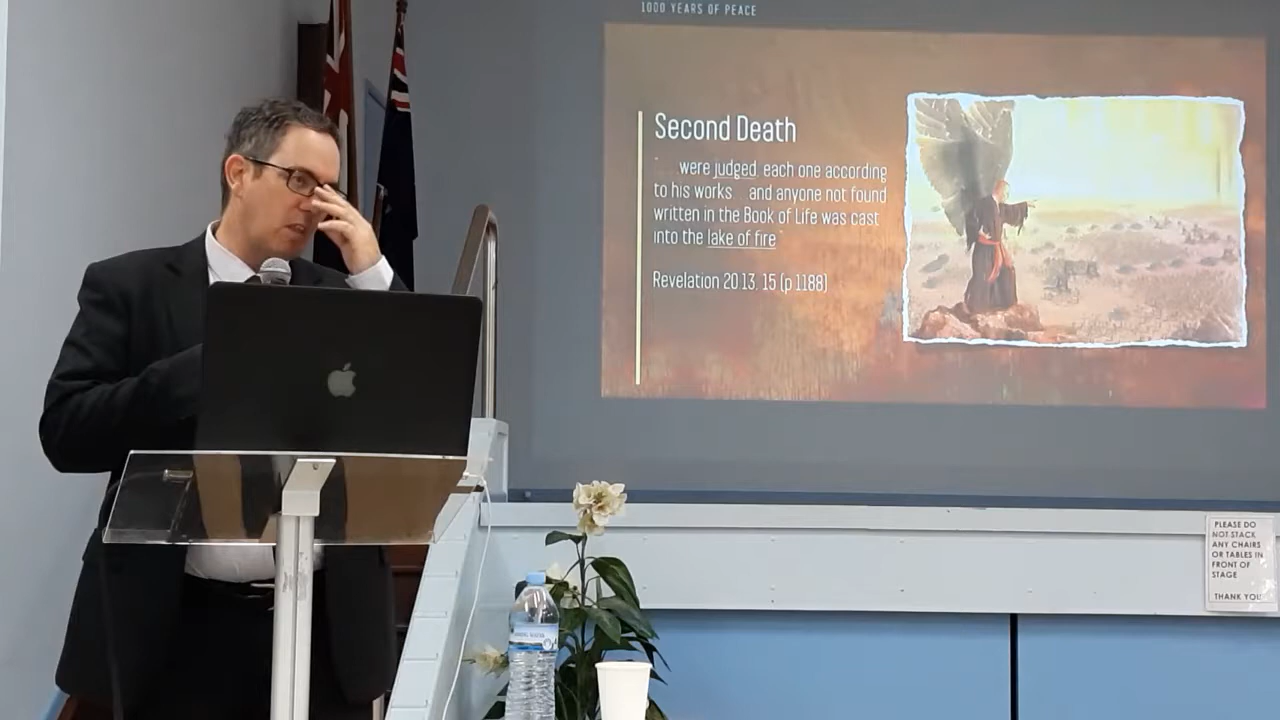 1000 YEARS OF PEACE
Second Death
were judged, each one according
to his works and anyone not found
written in the Book of Life was cast
into the lake of fire
Revelation 20:13, 15 (p 1188)
PLEASE DO
NOT STACK
ANY CHAIRS
OR TABLES IN
FRONT OF
STAGE
THANK YOU